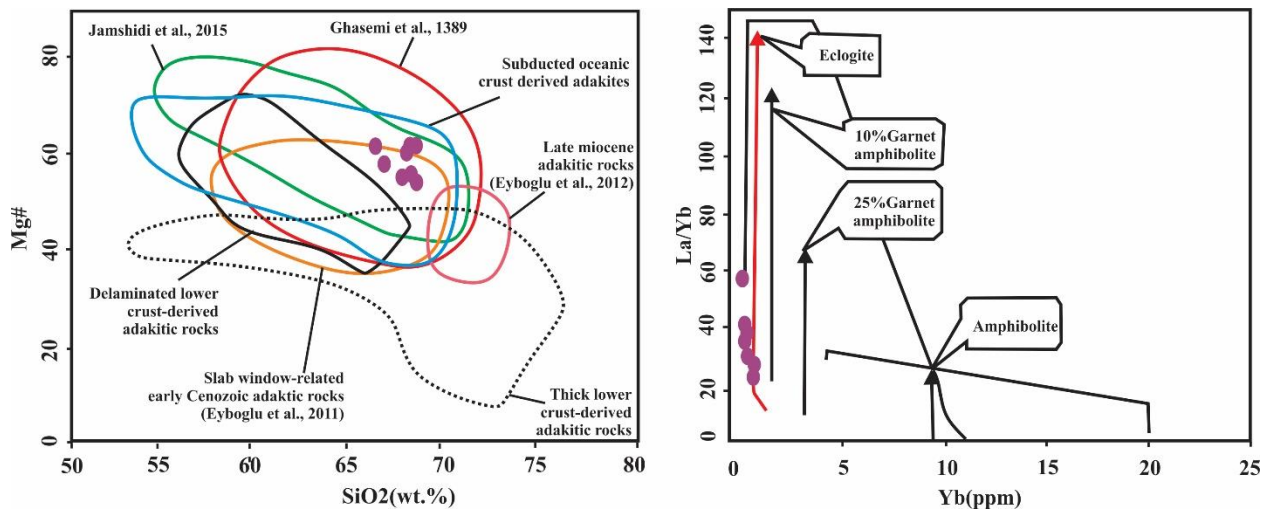 Jamshidi et al., 2015
Ghasemi et al., 1389
Subducted oceanic
crust derived adakites
Late miocene
adakitic rocks
(Eyboglu et al., 2012)
Delaminated lower
crust-derived
adakitic rocks
Slab window-related
early Cenozoic adaktic rocks
(Eyboglu et al., 2011)
Thick lower
crust-derived
adakitic rocks
Mg#
80
60
40
20
0
50
55
60
65
70
75
80
SiO2(wt.%)
Eclogite
10%Garnet
amphibolite
25%Garnet
amphibolite
Amphibolite
La/Yb
140
120
100
80
60
40
20
0
0
5
10
15
20
25
Yb(ppm)